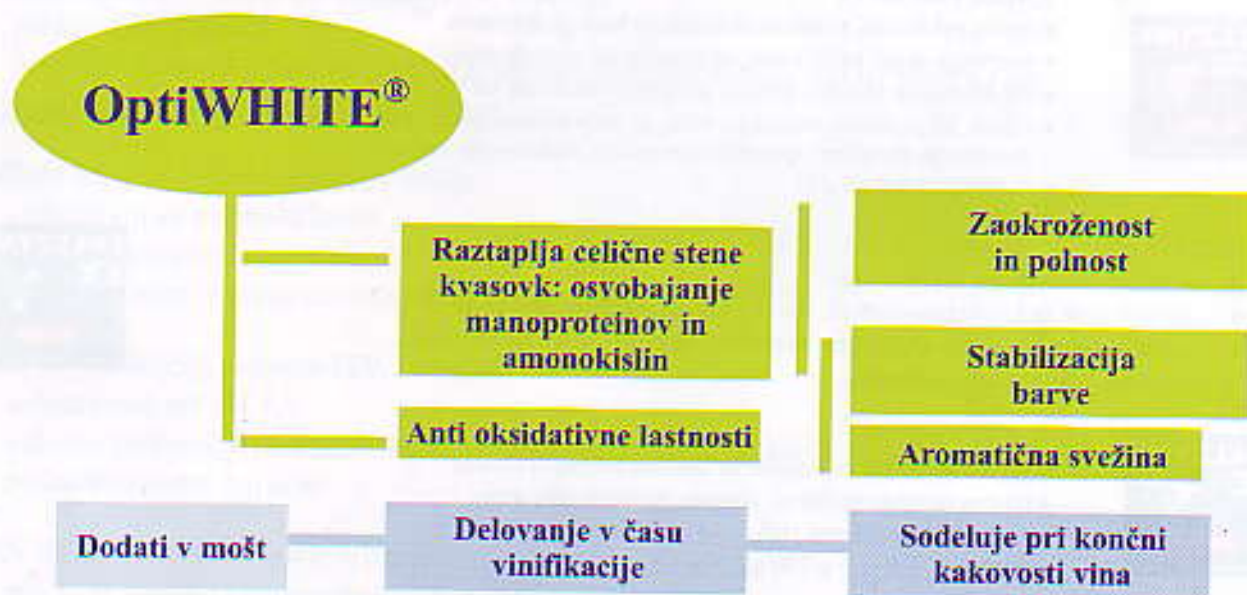 OptiWHITE®
Raztaplja celične stene
kvasovk: osvobajanje
manoproteinov in
amonokislin
Anti oksidativne lastnosti
Zaokroženost
in polnost
Stabilizacija
barve
Aromatična svežina
Dodati v mošt
Delovanje v času
vinifikacije
Sodeluje pri končni
kakovosti vina